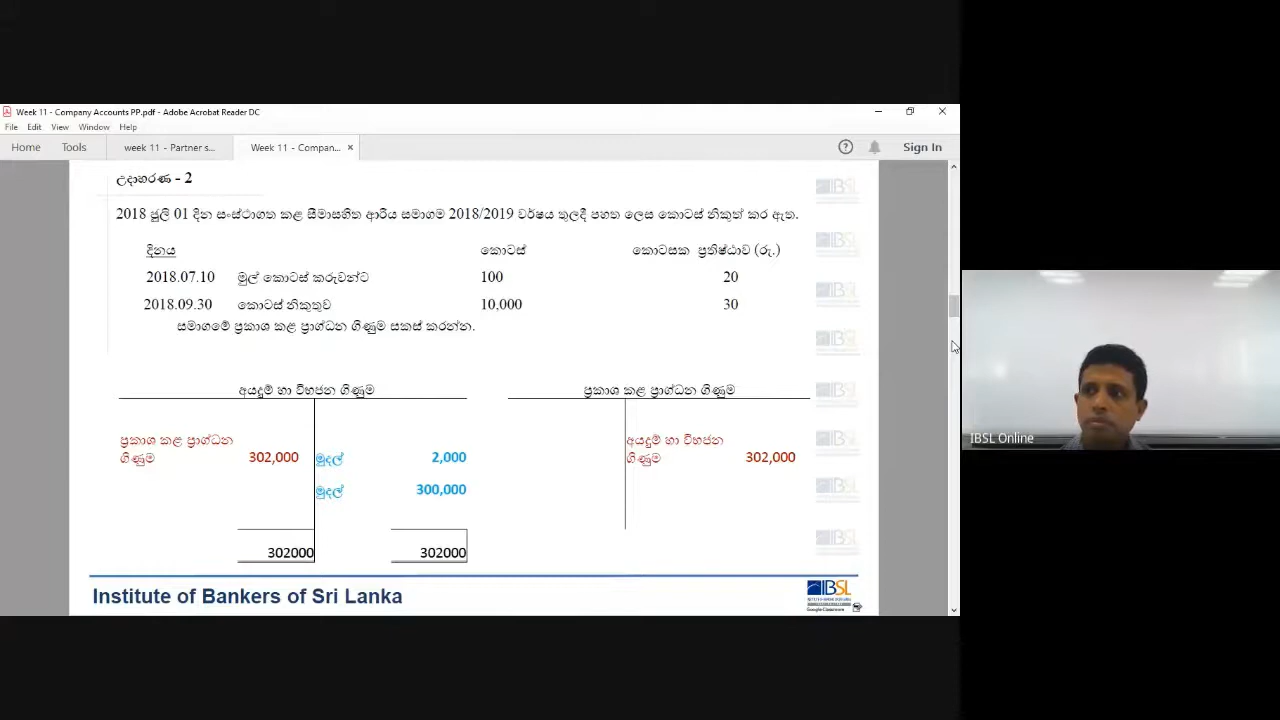 Week 11 - Company Accounts PP.pdf - Adobe Acrobat Reader DC
File Edit View Window Help
Home Tools week 11 - Partner s... Week 11 - Compan... × Sign In
උදාහරණ - 2
2018 ජූලි 01 දින සංස්ථාගත කළ සීමාසහිත ආරිය සමාගම 2018/2019 වර්ෂය තුලදී පහත ලෙස කොටස් නිකුත් කර ඇත.
දිනය කොටස් කොටසක ප්‍රතිෂ්ඨාව (රු.)
2018.07.10 මුල් කොටස් කරුවන්ට 100 20
2018.09.30 කොටස් නිකුතුව 10,000 30
සමාගමේ ප්‍රකාශ කළ ප්‍රාග්ධන ගිණුම සකස් කරන්න.
අයදුම් හා විභජන ගිණුම ප්‍රකාශ කළ ප්‍රාග්ධන ගිණුම
ප්‍රකාශ කළ ප්‍රාග්ධන අයදුම් හා විභජන
ගිණුම 302,000 මුදල් 2,000 ගිණුම 302,000
මුදල් 300,000
302000 302000
Institute of Bankers of Sri Lanka
IBSL
IBSL Online